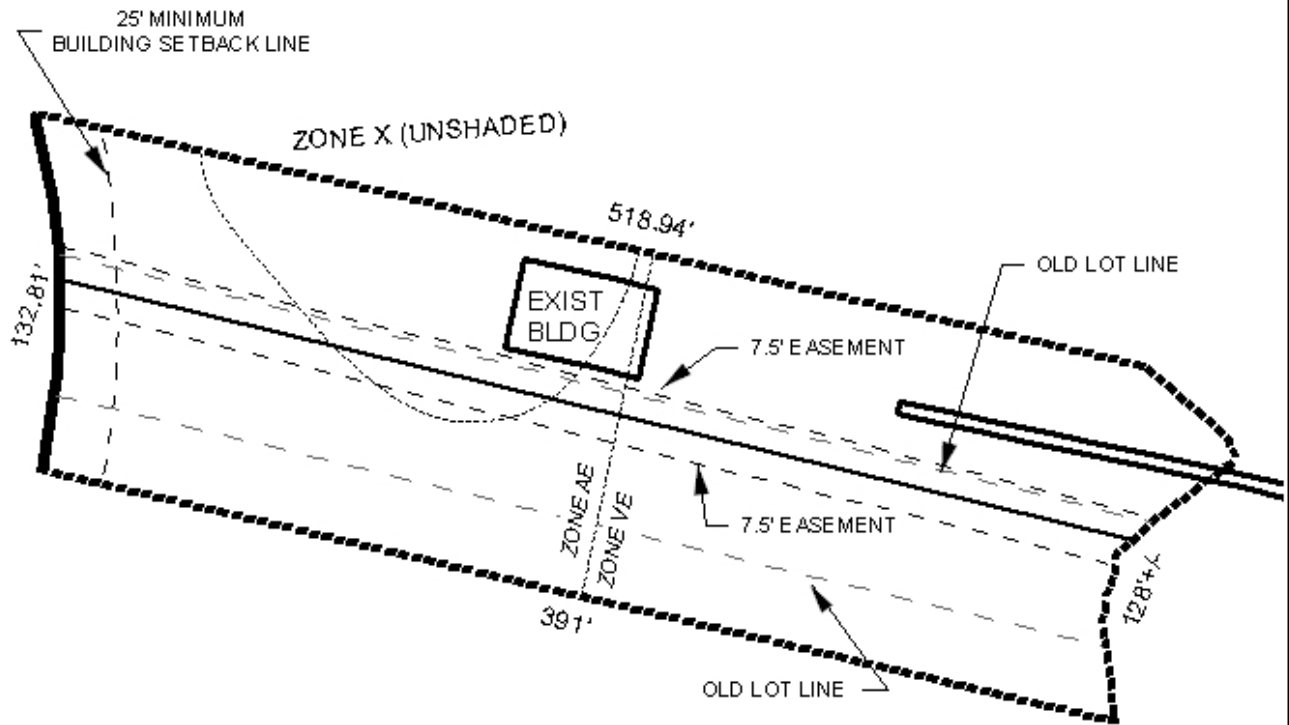 25' MINIMUM
BUILDING SETBACK LINE
ZONE X (UNSHADED)
518.94'
OLD LOT LINE
132.81'
EXIST
BLDG
7.5' EASEMENT
ZONE AE
ZONE VE
7.5' EASEMENT
128'+/-
391'
OLD LOT LINE